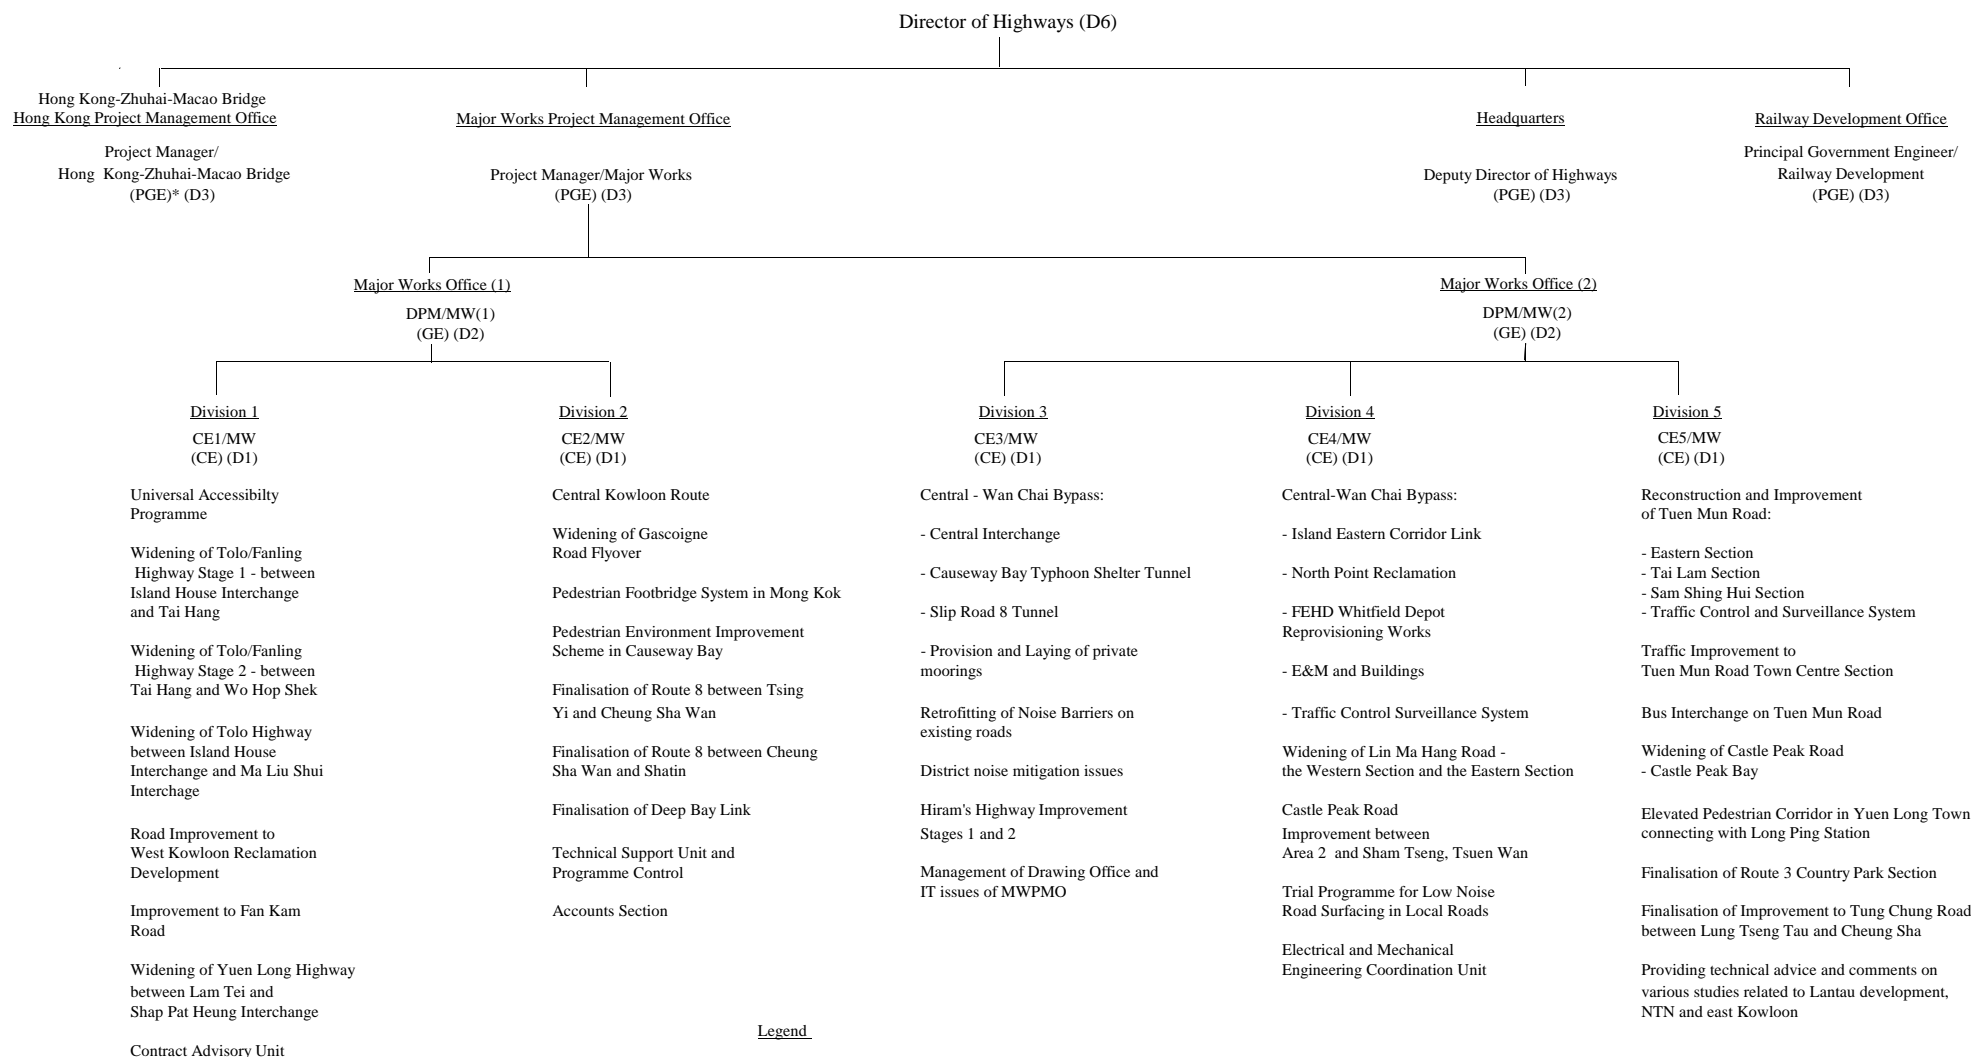 Director of Highways (D6)
Hong Kong-Zhuhai-Macao Bridge
Hong Kong Project Management Office
Project Manager/
Hong Kong-Zhuhai-Macao Bridge
(PGE)* (D3)
Major Works Project Management Office
Project Manager/Major Works
(PGE) (D3)
Headquarters
Deputy Director of Highways
(PGE) (D3)
Railway Development Office
Principal Government Engineer/
Railway Development
(PGE) (D3)
Major Works Office (1)
DPM/MW(1)
(GE) (D2)
Major Works Office (2)
DPM/MW(2)
(GE) (D2)
Division 1
CE1/MW
(CE) (D1)
Universal Accessibilty
Programme
Widening of Tolo/Fanling
Highway Stage 1 - between
Island House Interchange
and Tai Hang
Widening of Tolo/Fanling
Highway Stage 2 - between
Tai Hang and Wo Hop Shek
Widening of Tolo Highway
between Island House
Interchange and Ma Liu Shui
Interchage
Road Improvement to
West Kowloon Reclamation
Development
Improvement to Fan Kam
Road
Widening of Yuen Long Highway
between Lam Tei and
Shap Pat Heung Interchange
Contract Advisory Unit
Division 2
CE2/MW
(CE) (D1)
Central Kowloon Route
Widening of Gascoigne
Road Flyover
Pedestrian Footbridge System in Mong Kok
Pedestrian Environment Improvement
Scheme in Causeway Bay
Finalisation of Route 8 between Tsing
Yi and Cheung Sha Wan
Finalisation of Route 8 between Cheung
Sha Wan and Shatin
Finalisation of Deep Bay Link
Technical Support Unit and
Programme Control
Accounts Section
Division 3
CE3/MW
(CE) (D1)
Central - Wan Chai Bypass:
- Central Interchange
- Causeway Bay Typhoon Shelter Tunnel
- Slip Road 8 Tunnel
- Provision and Laying of private
moorings
Retrofitting of Noise Barriers on
existing roads
District noise mitigation issues
Hiram's Highway Improvement
Stages 1 and 2
Management of Drawing Office and
IT issues of MWPMO
Division 4
CE4/MW
(CE) (D1)
Central-Wan Chai Bypass:
- Island Eastern Corridor Link
- North Point Reclamation
- FEHD Whitfield Depot
Reprovisioning Works
- E&M and Buildings
- Traffic Control Surveillance System
Widening of Lin Ma Hang Road -
the Western Section and the Eastern Section
Castle Peak Road
Improvement between
Area 2 and Sham Tseng, Tsuen Wan
Trial Programme for Low Noise
Road Surfacing in Local Roads
Electrical and Mechanical
Engineering Coordination Unit
Division 5
CE5/MW
(CE) (D1)
Reconstruction and Improvement
of Tuen Mun Road:
- Eastern Section
- Tai Lam Section
- Sam Shing Hui Section
- Traffic Control and Surveillance System
Traffic Improvement to
Tuen Mun Road Town Centre Section
Bus Interchange on Tuen Mun Road
Widening of Castle Peak Road
- Castle Peak Bay
Elevated Pedestrian Corridor in Yuen Long Town
connecting with Long Ping Station
Finalisation of Route 3 Country Park Section
Finalisation of Improvement to Tung Chung Road
between Lung Tseng Tau and Cheung Sha
Providing technical advice and comments on
various studies related to Lantau development,
NTN and east Kowloon
Legend